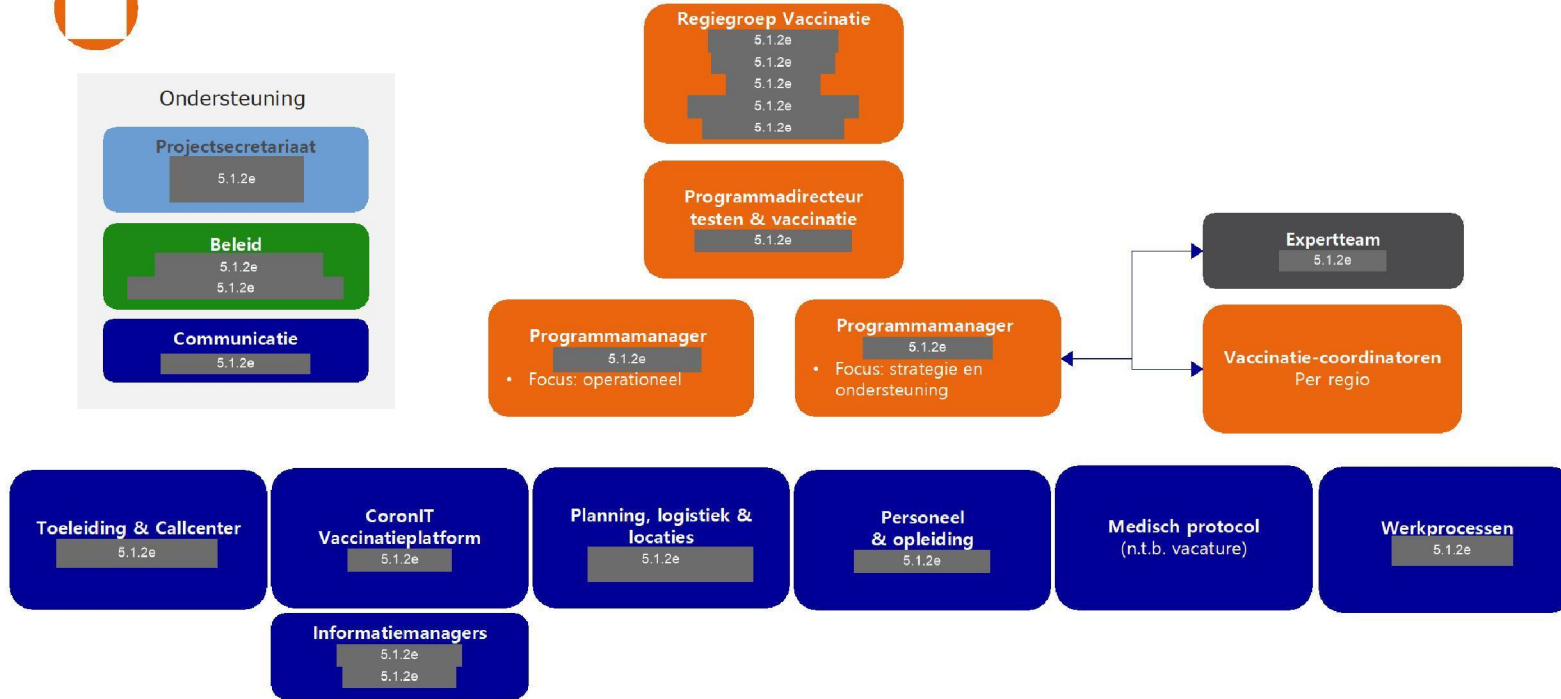 Ondersteuning
Projectsecretariaat
5.1.2e
Beleid
5.1.2e
5.1.2e
Communicatie
5.1.2e
Regiegroep Vaccinatie
5.1.2e
5.1.2e
5.1.2e
5.1.2e
5.1.2e
Programmadirecteur
testen & vaccinatie
5.1.2e
Programmamanager
5.1.2e
• Focus: operationeel
Programmamanager
5.1.2e
• Focus: strategie en
ondersteuning
Expertteam
5.1.2e
Vaccinatie-coordinatoren
Per regio
Toeleiding & Callcenter
5.1.2e
CoronIT
Vaccinatieplatform
5.1.2e
Planning, logistiek &
locaties
5.1.2e
Personeel
& opleiding
5.1.2e
Medisch protocol
(n.t.b. vacature)
Werkprocessen
5.1.2e
Informatiemanagers
5.1.2e
5.1.2e